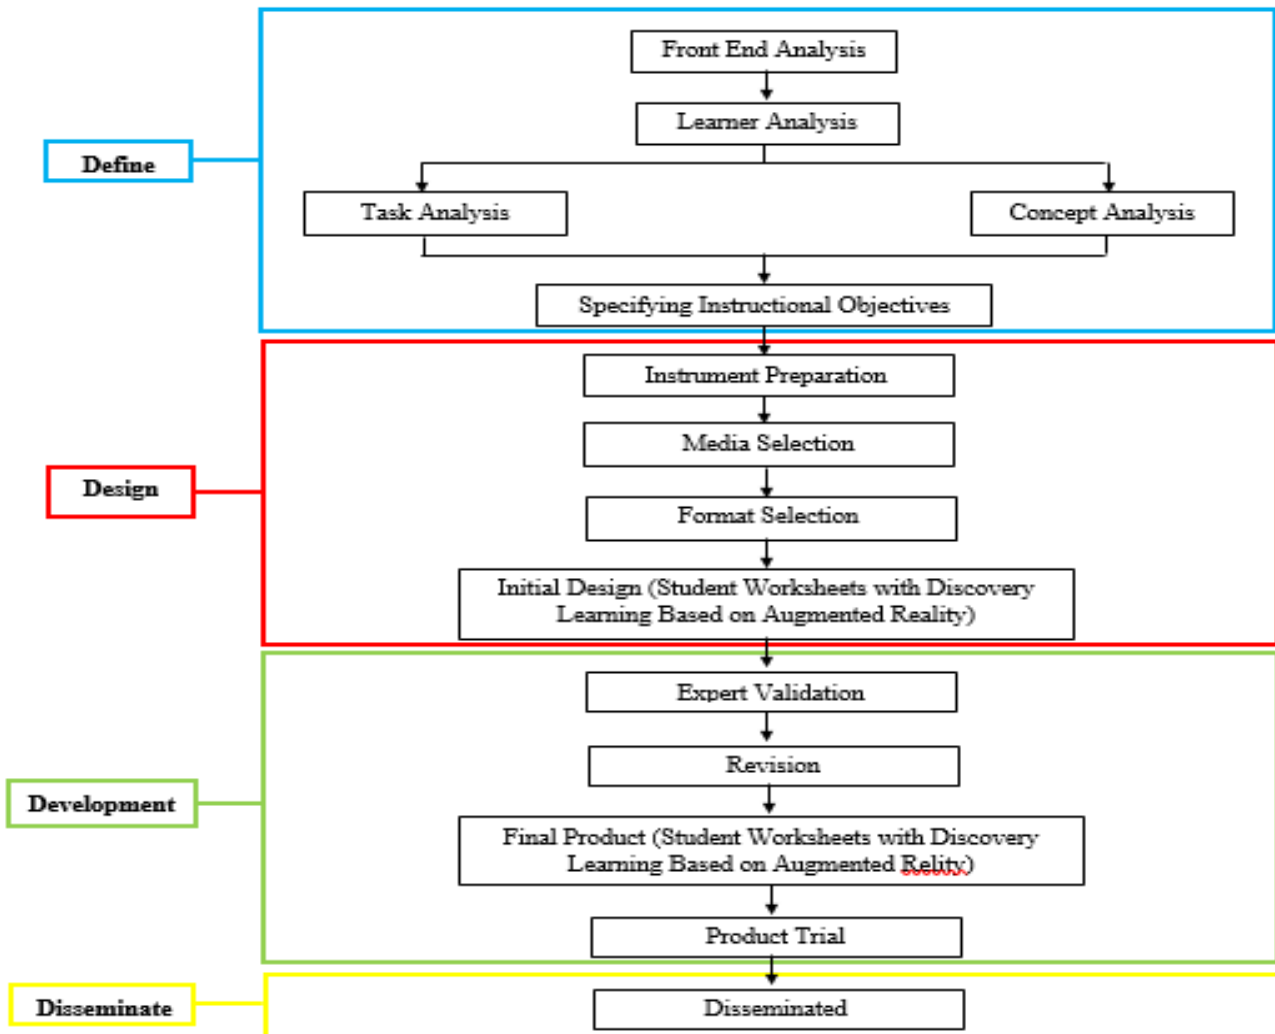 Front End Analysis
Learner Analysis
Define
Task Analysis
Concept Analysis
Specifying Instructional Objectives
Instrument Preparation
Media Selection
Design
Format Selection
Initial Design (Student Worksheets with Discovery
Learning Based on Augmented Reality)
Expert Validation
Revision
Development
Final Product (Student Worksheets with Discovery
Learning Based on Augmented Relity)
Product Trial
Disseminate
Disseminated